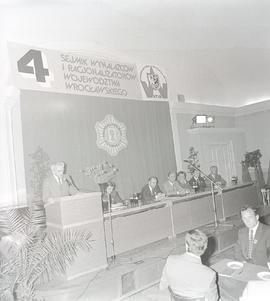 4
SEJMIK WYNALAZCÓW
I RACJONALIZATORÓW
WOJEWÓDZTWA
WROCŁAWSKIEGO